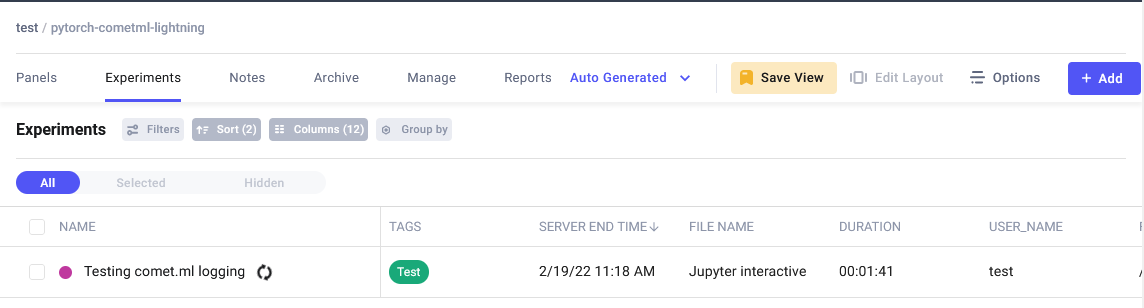 test / pytorch-cometml-lightning
Panels Experiments Notes Archive Manage Reports Auto Generated Save View Edit Layout Options + Add
Experiments Filters Sort (2) Columns (12) Group by
All Selected Hidden
NAME TAGS SERVER END TIME↓ FILE NAME DURATION USER_NAME
Testing comet.ml logging Test 2/19/22 11:18 AM Jupyter interactive 00:01:41 test